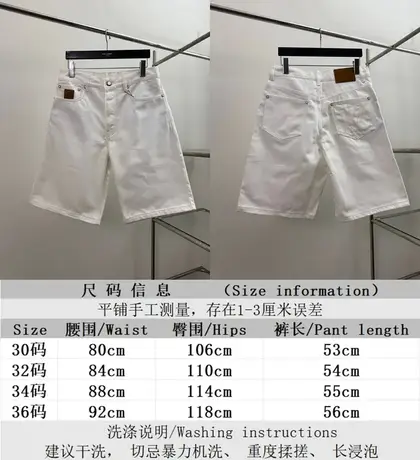 尺 码 信 息 （Size information）
平铺手工测量，存在1-3厘米误差
Size 腰围/Waist 臀围/Hips 裤长/Pant length
30码 80cm 106cm 53cm
32码 84cm 110cm 54cm
34码 88cm 114cm 55cm
36码 92cm 118cm 56cm
洗涤说明/Washing instructions
建议干洗， 切忌暴力机洗、 重度揉搓、 长浸泡